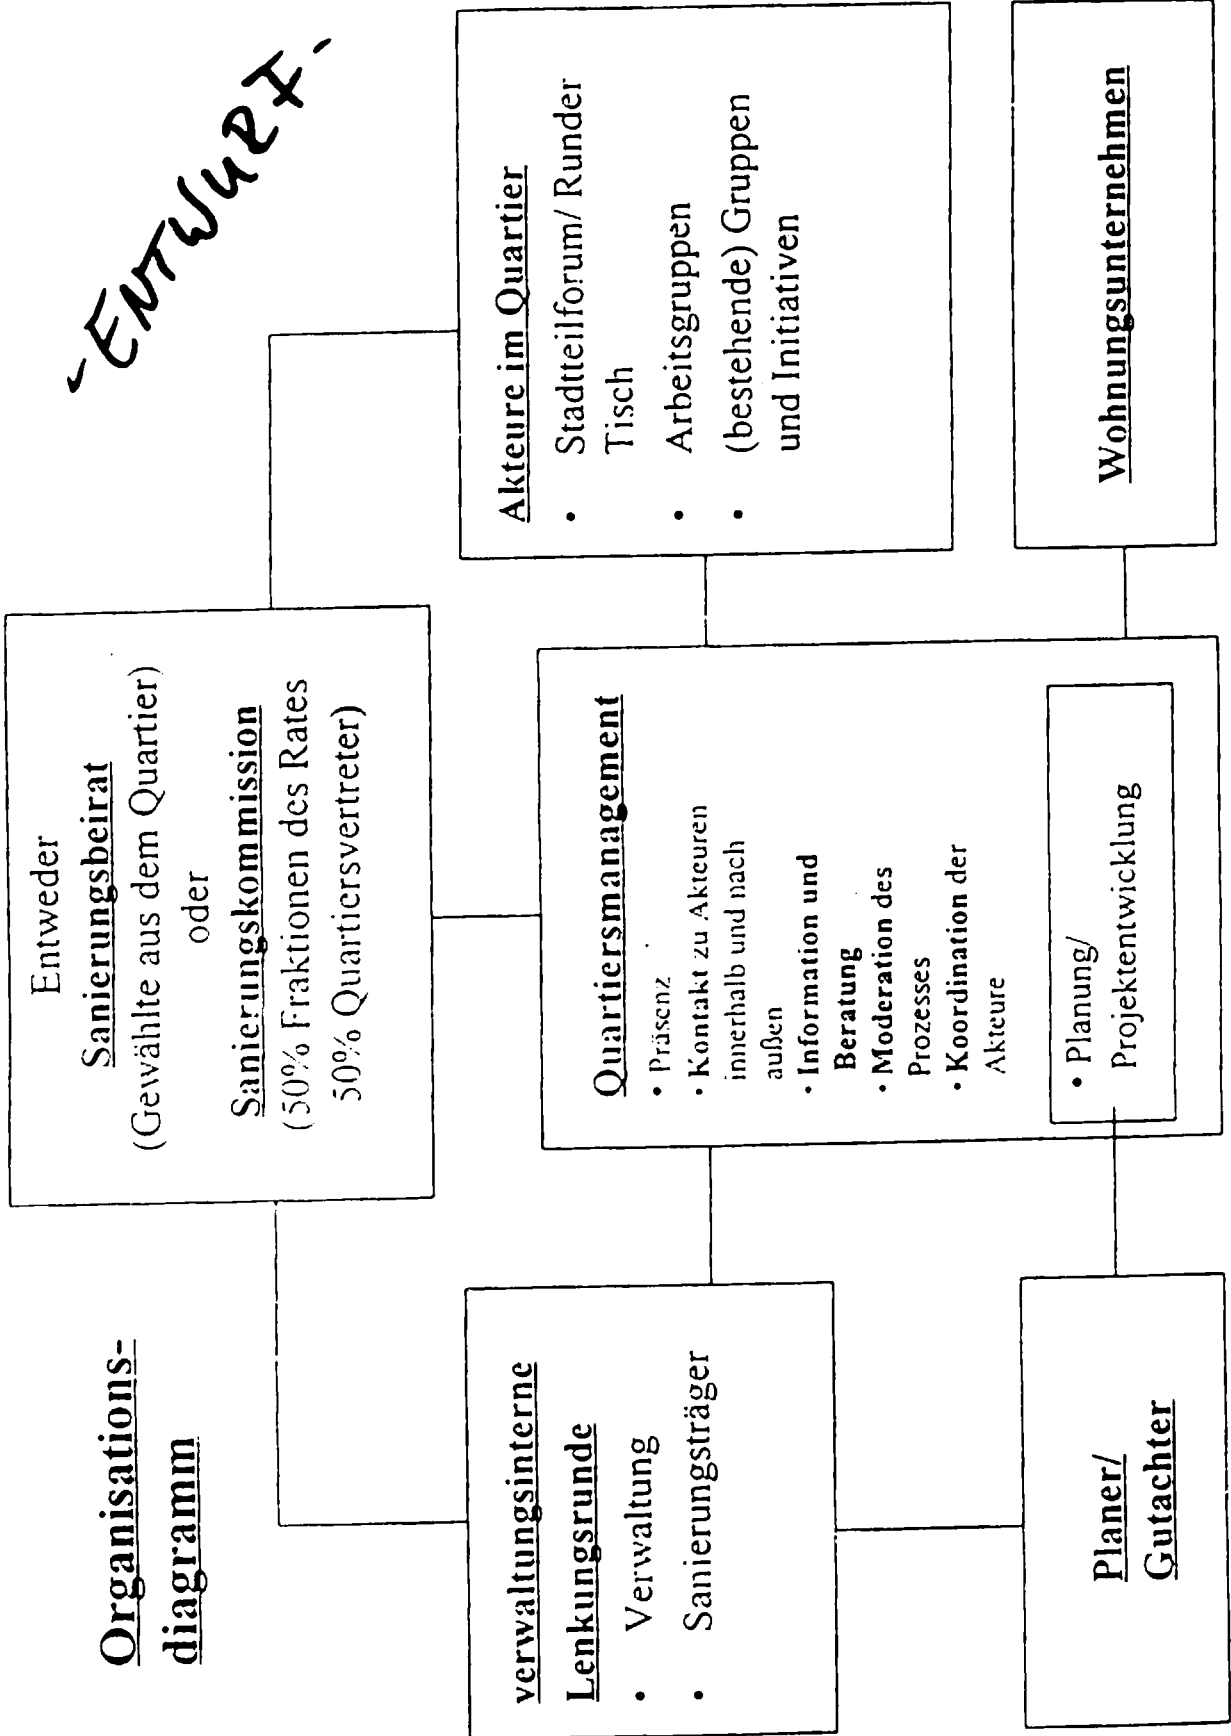 Organisations-
diagramm
- ENTWURF -
Entweder
Sanierungsbeirat
(Gewählte aus dem Quartier)
oder
Sanierungskommission
(50% Fraktionen des Rates
50% Quartiersvertreter)
verwaltungsinterne
Lenkungsrunde
• Verwaltung
• Sanierungsträger
Quartiersmanagement
• Präsenz
• Kontakt zu Akteuren
innerhalb und nach
außen
• Information und
Beratung
• Moderation des
Prozesses
• Koordination der
Akteure
• Planung/
Projektentwicklung
Akteure im Quartier
• Stadtteilforum/ Runder
Tisch
• Arbeitsgruppen
• (bestehende) Gruppen
und Initiativen
Planer/
Gutachter
Wohnungsunternehmen